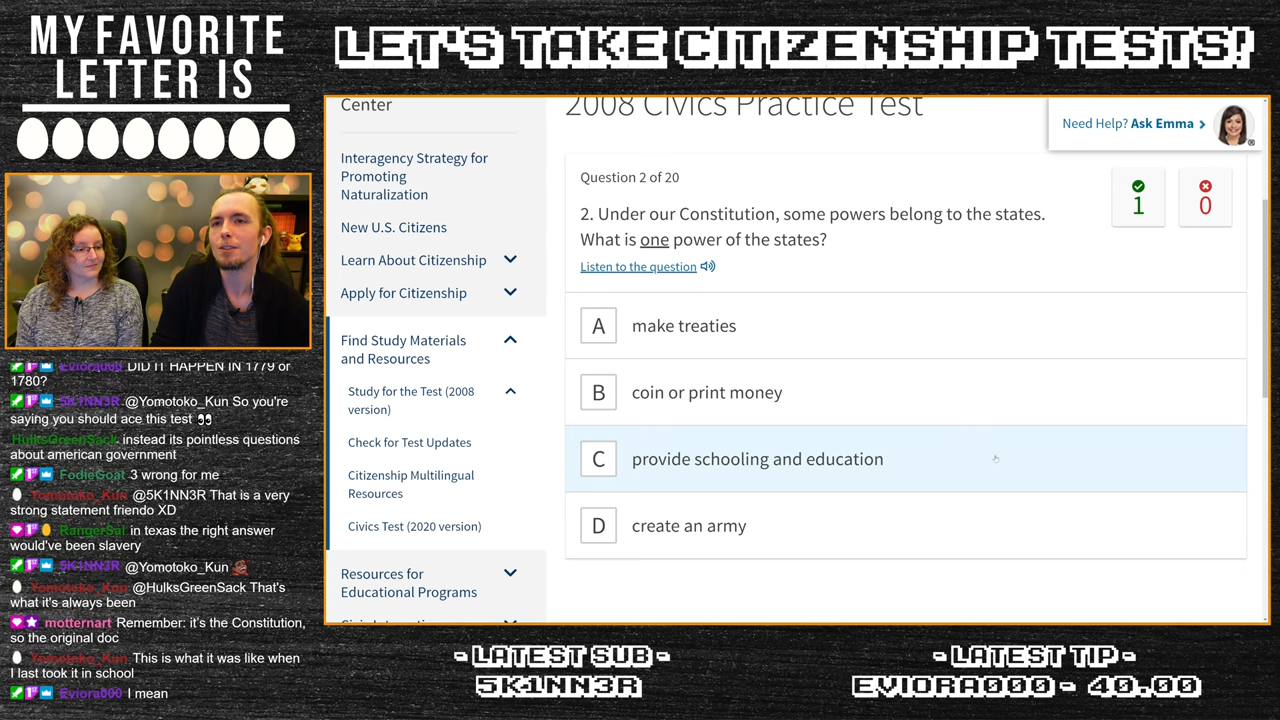 MY FAVORITE
LETTER IS
LET'S TAKE CITIZENSHIP TESTS!
Center
Interagency Strategy for
Promoting
Naturalization
New U.S. Citizens
Learn About Citizenship
Apply for Citizenship
Find Study Materials
and Resources
Study for the Test (2008
version)
Check for Test Updates
Citizenship Multilingual
Resources
Civics Test (2020 version)
Resources for
Educational Programs
2008 Civics Practice Test
Need Help? Ask Emma
Question 2 of 20
1
0
2. Under our Constitution, some powers belong to the states.
What is one power of the states?
Listen to the question
A make treaties
B coin or print money
C provide schooling and education
D create an army
Eviora000 DID IT HAPPEN IN 1779 or
1780?
5K1NN3R @Yomotoko_Kun So you're
saying you should ace this test
HulksGreenSack instead its pointless questions
about american government
FodieGoat 3 wrong for me
Yomotoko_Kun @5K1NN3R That is a very
strong statement friendo XD
RangerSal in texas the right answer
would've been slavery
5K1NN3R @Yomotoko_Kun
Yomotoko_Kun @HulksGreenSack That's
what it's always been
motternart Remember: it's the Constitution,
so the original doc
Yomotoko_Kun This is what it was like when
I last took it in school
Eviora000 I mean
- LATEST SUB -
5K1NN3R
- LATEST TIP -
EVIORA000 - 40.00